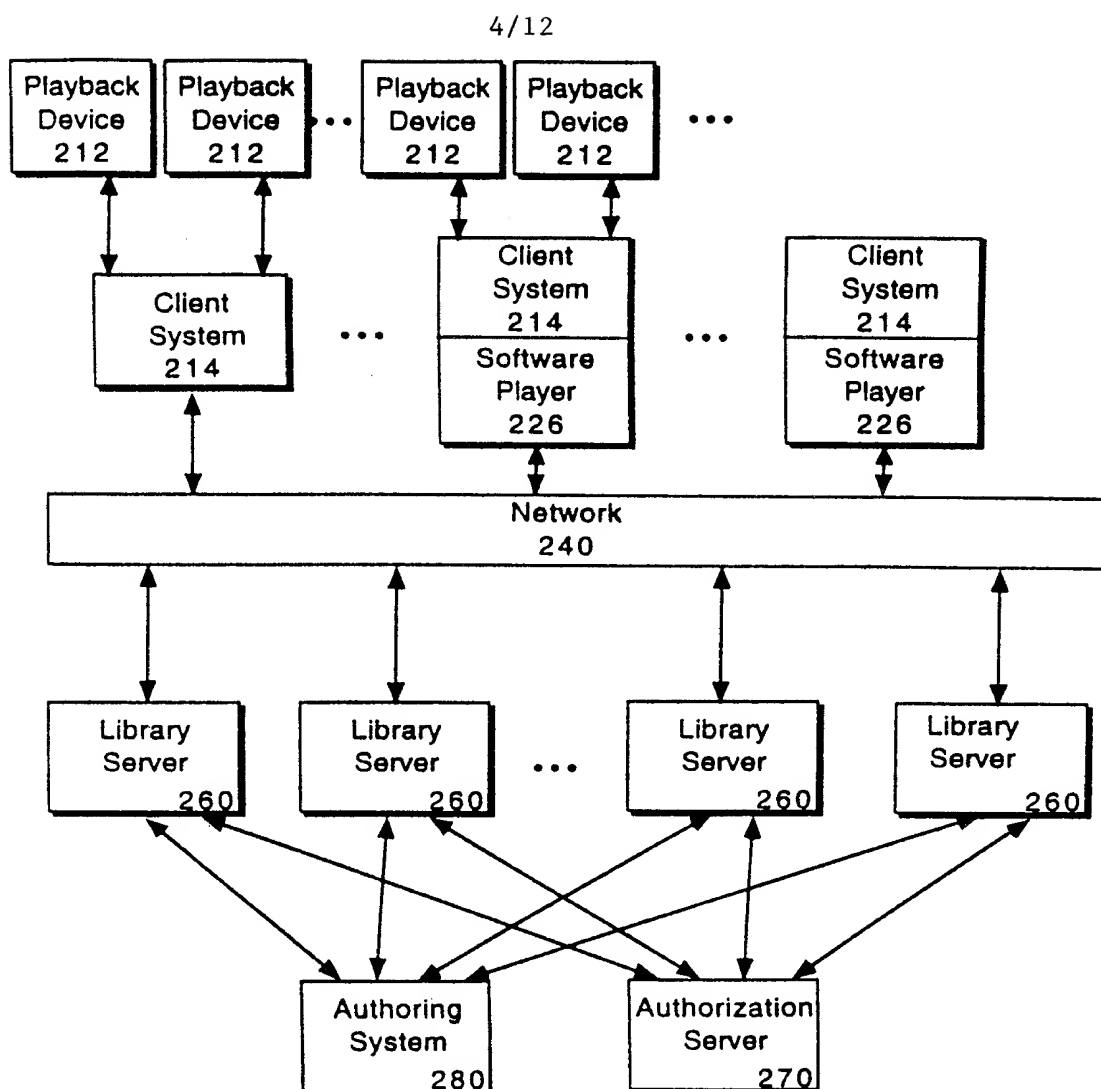 4/12
Playback
Device
212
Playback
Device
212
Playback
Device
212
Playback
Device
212
Client
System
214
Client
System
214
Software
Player
226
Client
System
214
Software
Player
226
Network
240
Library
Server
260
Library
Server
260
Library
Server
260
Library
Server
260
Authoring
System
280
Authorization
Server
270